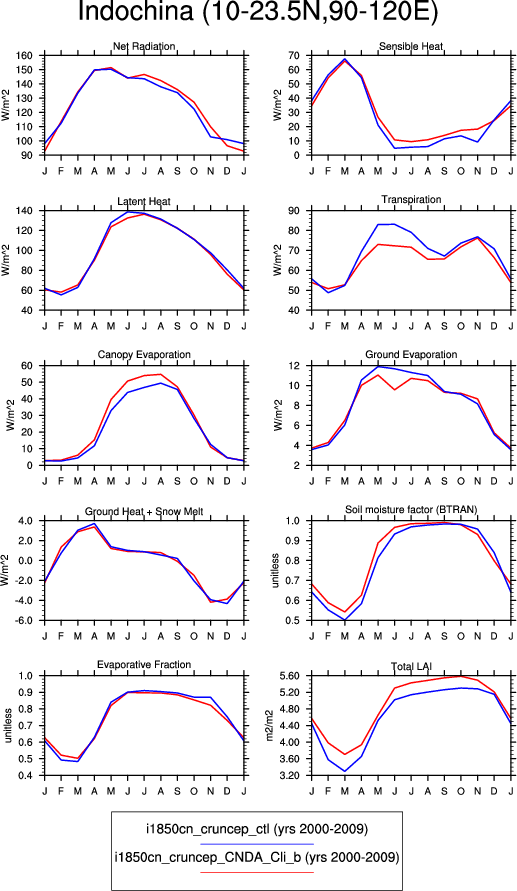 Indochina (10-23.5N,90-120E)
Net Radiation
Sensible Heat
W/m^2
160
150
140
130
120
110
100
90
J F M A M J J A S O N D J
W/m^2
70
60
50
40
30
20
10
0
J F M A M J J A S O N D J
Latent Heat
Transpiration
W/m^2
140
120
100
80
60
40
J F M A M J J A S O N D J
W/m^2
90
80
70
60
50
40
J F M A M J J A S O N D J
Canopy Evaporation
Ground Evaporation
W/m^2
60
50
40
30
20
10
0
J F M A M J J A S O N D J
W/m^2
12
10
8
6
4
2
J F M A M J J A S O N D J
Ground Heat + Snow Melt
Soil moisture factor (BTRAN)
W/m^2
4.0
2.0
0.0
-2.0
-4.0
-6.0
J F M A M J J A S O N D J
unitless
1.0
0.9
0.8
0.7
0.6
0.5
J F M A M J J A S O N D J
Evaporative Fraction
Total LAI
unitless
1.0
0.9
0.8
0.7
0.6
0.5
0.4
J F M A M J J A S O N D J
m2/m2
5.60
5.20
4.80
4.40
4.00
3.60
3.20
J F M A M J J A S O N D J
i1850cn_cruncep_ctl (yrs 2000-2009)
i1850cn_cruncep_CNDA_Cli_b (yrs 2000-2009)